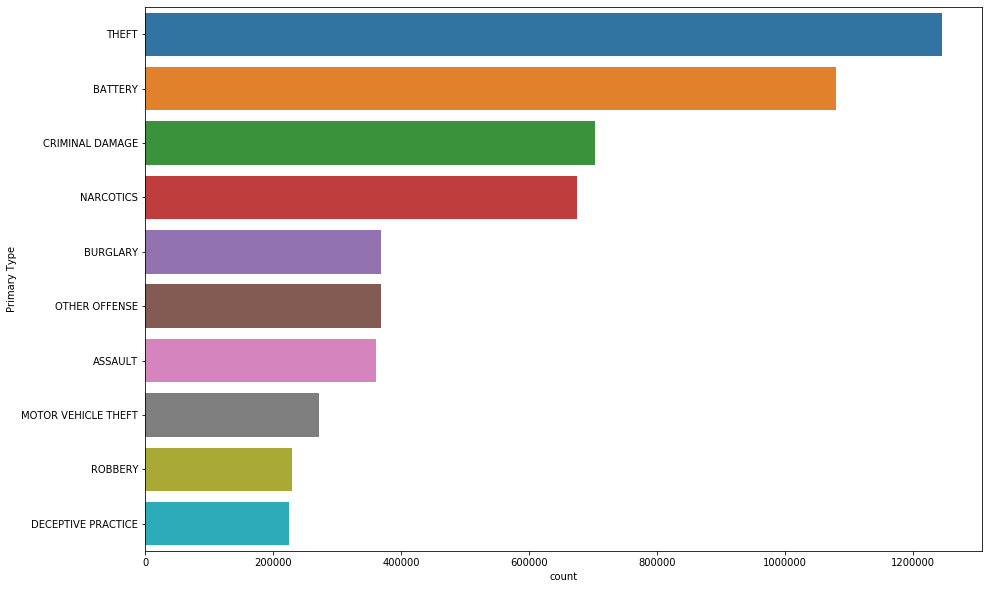 THEFT
BATTERY
CRIMINAL DAMAGE
NARCOTICS
BURGLARY
OTHER OFFENSE
ASSAULT
MOTOR VEHICLE THEFT
ROBBERY
DECEPTIVE PRACTICE
Primary Type
0 200000 400000 600000 800000 1000000 1200000
count